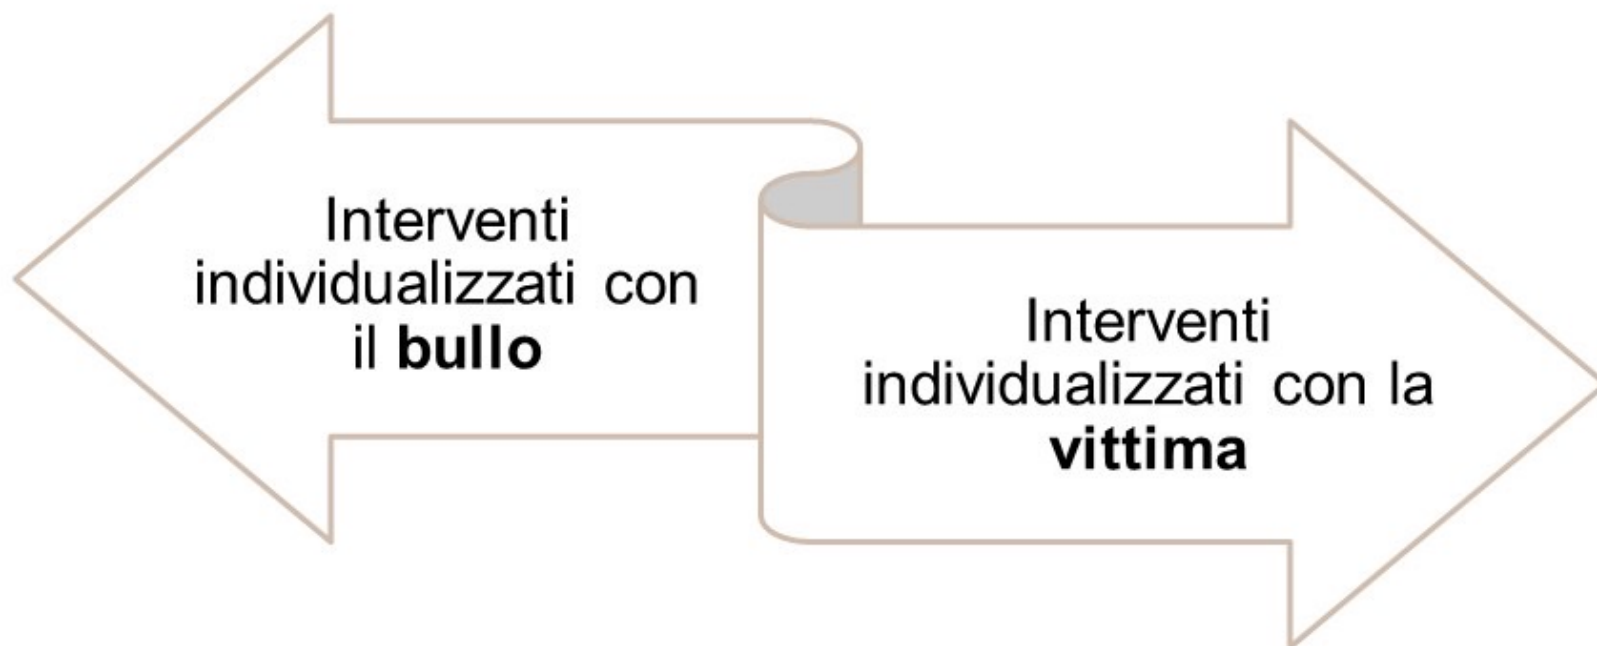 Interventi
individualizzati con
il bullo
Interventi
individualizzati con la
vittima